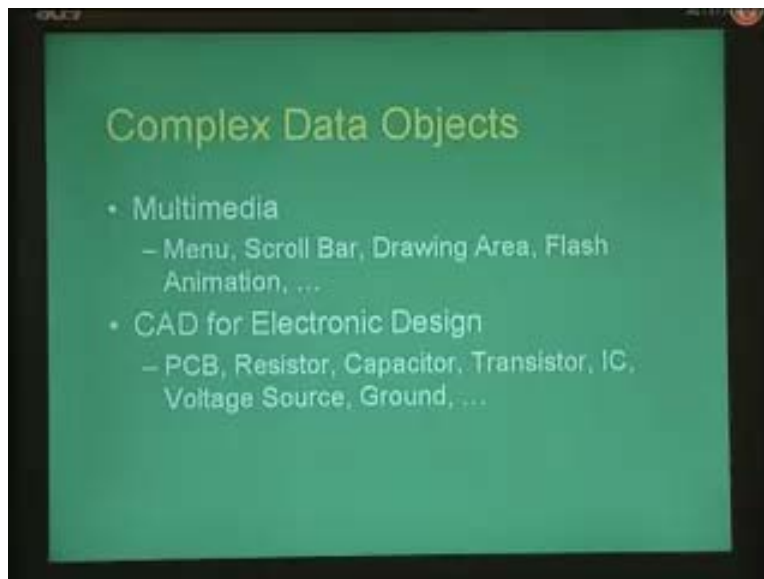 acer
Complex Data Objects
• Multimedia
– Menu, Scroll Bar, Drawing Area, Flash
Animation, ...
• CAD for Electronic Design
– PCB, Resistor, Capacitor, Transistor, IC,
Voltage Source, Ground, ...